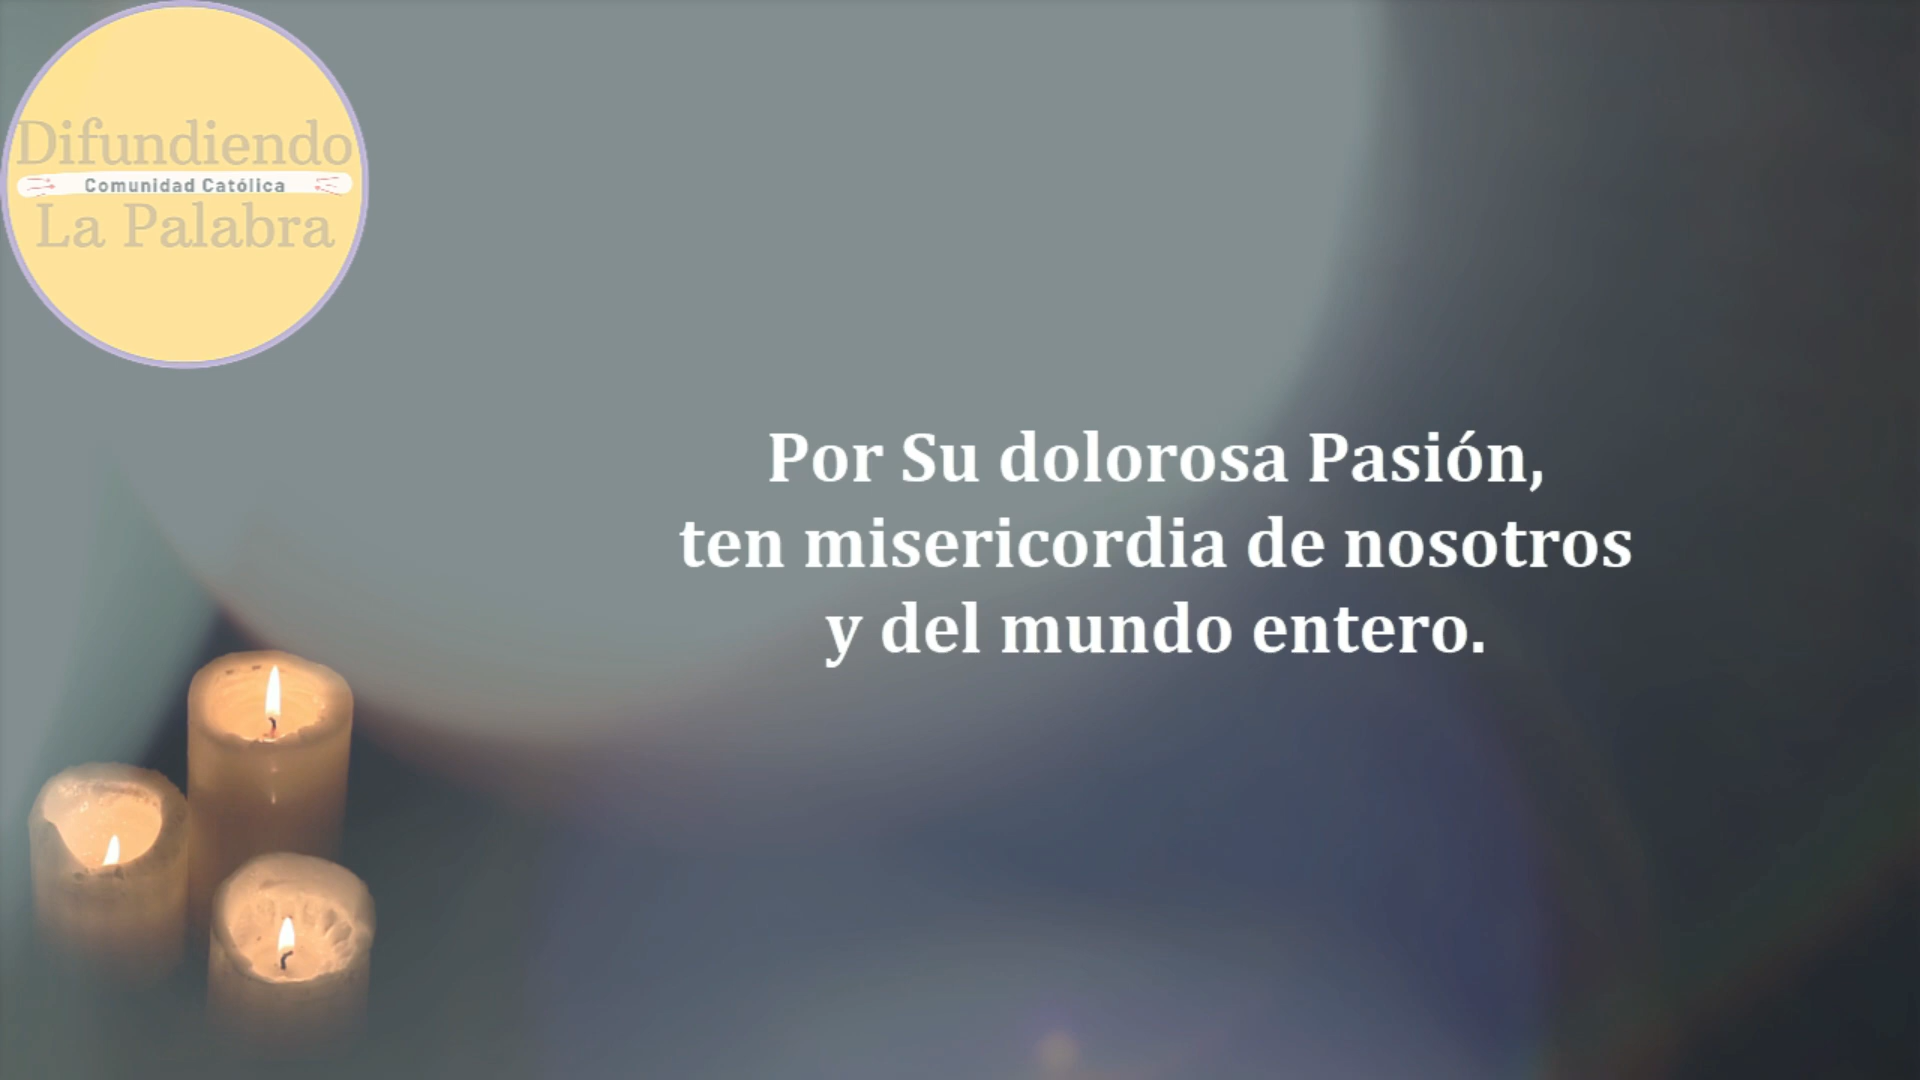 Difundiendo
Comunidad Católica
La Palabra
Por Su dolorosa Pasión,
ten misericordia de nosotros
y del mundo entero.